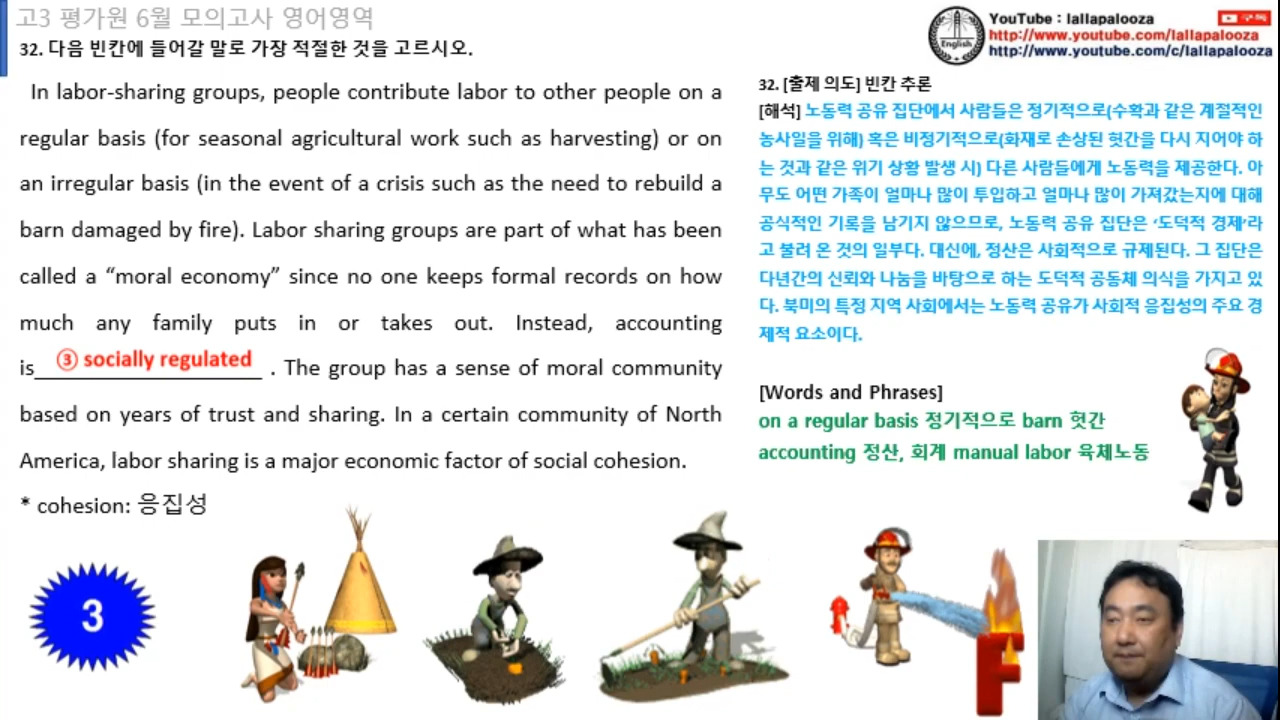 고3 평가원 6월 모의고사 영어영역
32. 다음 빈칸에 들어갈 말로 가장 적절한 것을 고르시오.
In labor-sharing groups, people contribute labor to other people on a
regular basis (for seasonal agricultural work such as harvesting) or on
an irregular basis (in the event of a crisis such as the need to rebuild a
barn damaged by fire). Labor sharing groups are part of what has been
called a “moral economy” since no one keeps formal records on how
much any family puts in or takes out. Instead, accounting
is ③ socially regulated . The group has a sense of moral community
based on years of trust and sharing. In a certain community of North
America, labor sharing is a major economic factor of social cohesion.
* cohesion: 응집성
3
English
YouTube : lallapalooza
구독
http://www.youtube.com/lallapalooza
http://www.youtube.com/c/lallapalooza
32. [출제 의도] 빈칸 추론
[해석] 노동력 공유 집단에서 사람들은 정기적으로(수확과 같은 계절적인
농사일을 위해) 혹은 비정기적으로(화재로 손상된 헛간을 다시 지어야 하
는 것과 같은 위기 상황 발생 시) 다른 사람들에게 노동력을 제공한다. 아
무도 어떤 가족이 얼마나 많이 투입하고 얼마나 많이 가져갔는지에 대해
공식적인 기록을 남기지 않으므로, 노동력 공유 집단은 ‘도덕적 경제’라
고 불려 온 것의 일부다. 대신에, 정산은 사회적으로 규제된다. 그 집단은
다년간의 신뢰와 나눔을 바탕으로 하는 도덕적 공동체 의식을 가지고 있
다. 북미의 특정 지역 사회에서는 노동력 공유가 사회적 응집성의 주요 경
제적 요소이다.
[Words and Phrases]
on a regular basis 정기적으로 barn 헛간
accounting 정산, 회계 manual labor 육체노동
F